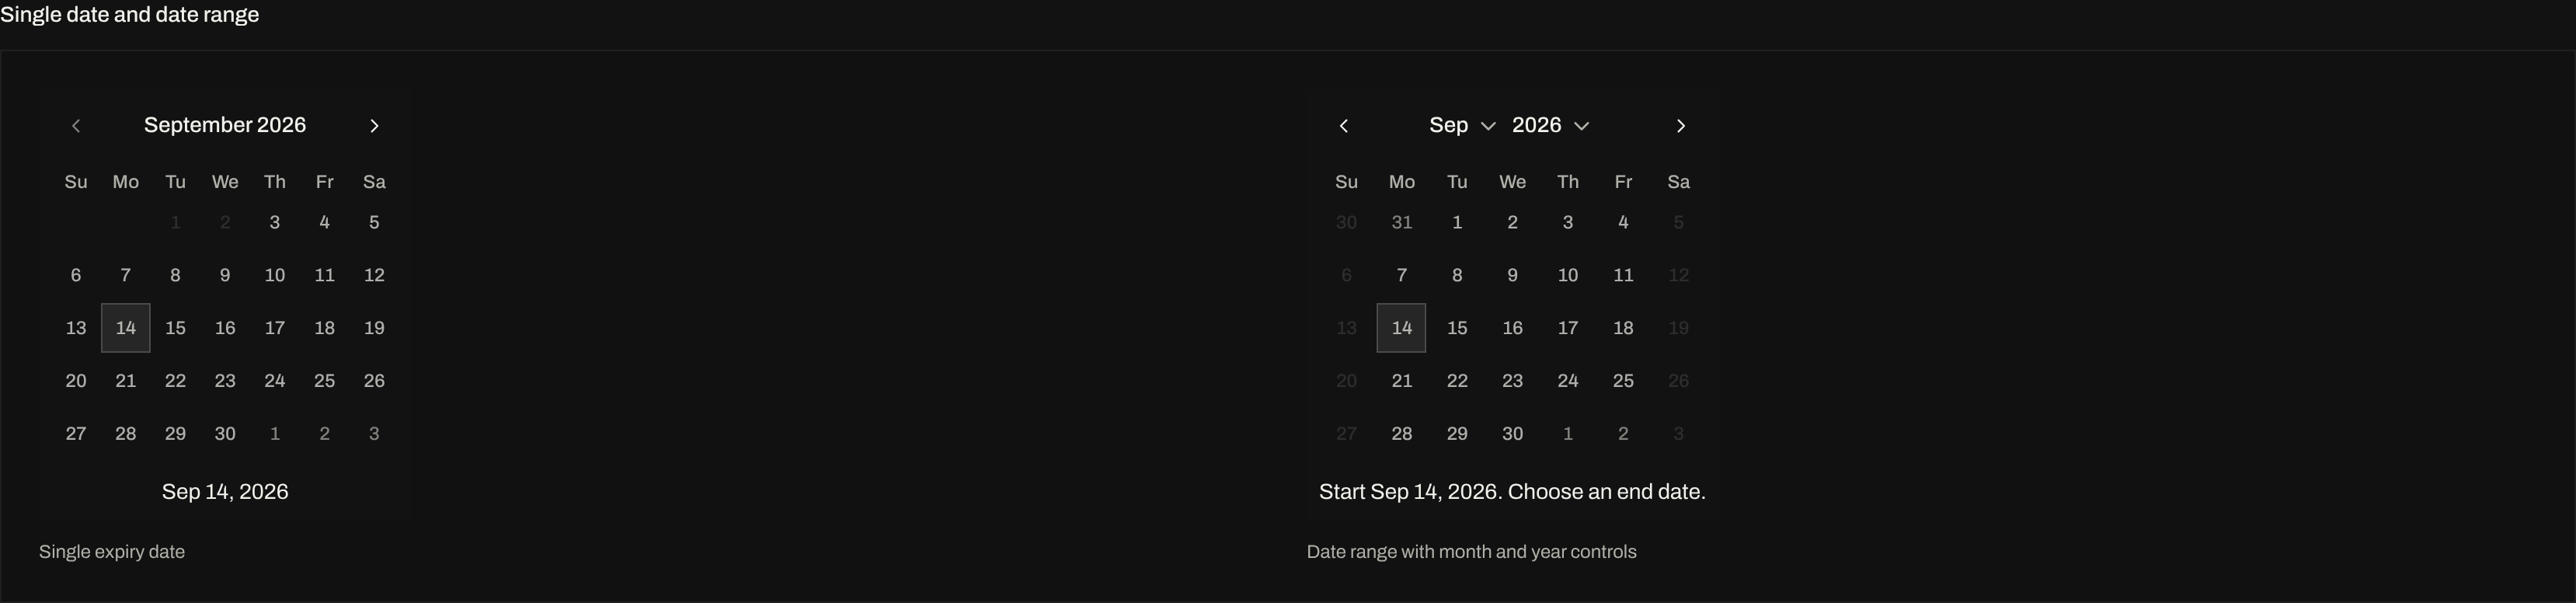 Single date and date range
September 2026
Su Mo Tu We Th Fr Sa
1 2 3 4 5
6 7 8 9 10 11 12
13 14 15 16 17 18 19
20 21 22 23 24 25 26
27 28 29 30 1 2 3
Sep 14, 2026
Single expiry date
Sep 2026
Su Mo Tu We Th Fr Sa
30 31 1 2 3 4 5
6 7 8 9 10 11 12
13 14 15 16 17 18 19
20 21 22 23 24 25 26
27 28 29 30 1 2 3
Start Sep 14, 2026. Choose an end date.
Date range with month and year controls